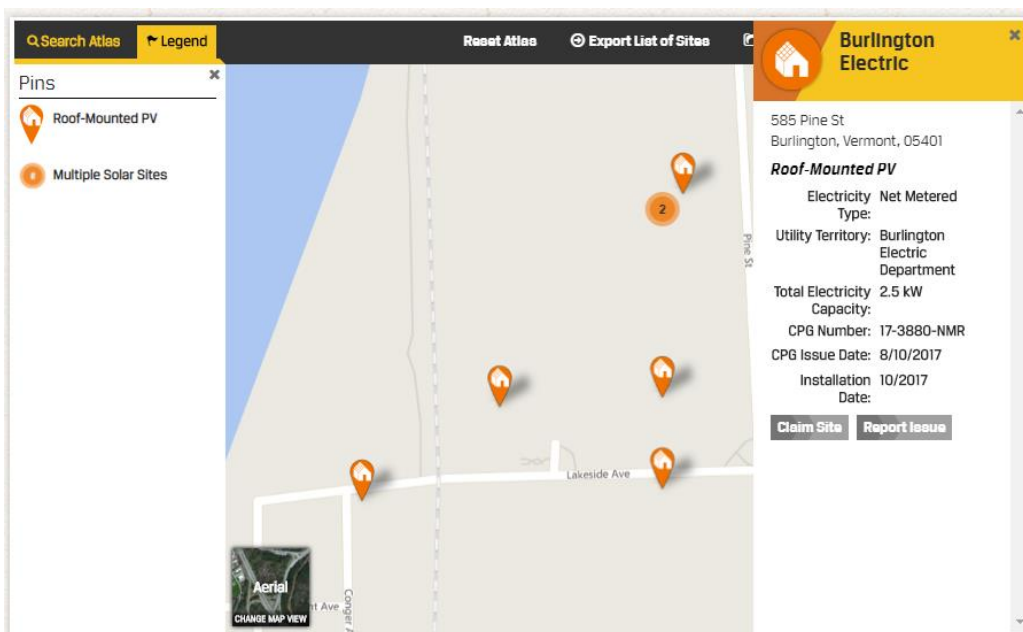 Search Atlas
Legend
Reset Atlas
Export List of Sites
Burlington
Electric
Pins
Roof-Mounted PV
Multiple Solar Sites
2
Pine St
Lakeside Ave
Conger A
nt Ave
Aerial
CHANGE MAP VIEW
585 Pine St
Burlington, Vermont, 05401
Roof-Mounted PV
Electricity Net Metered
Type:
Utility Territory: Burlington
Electric
Department
Total Electricity 2.5 kW
Capacity:
CPG Number: 17-3880-NMR
CPG Issue Date: 8/10/2017
Installation 10/2017
Date:
Claim Site Report Issue